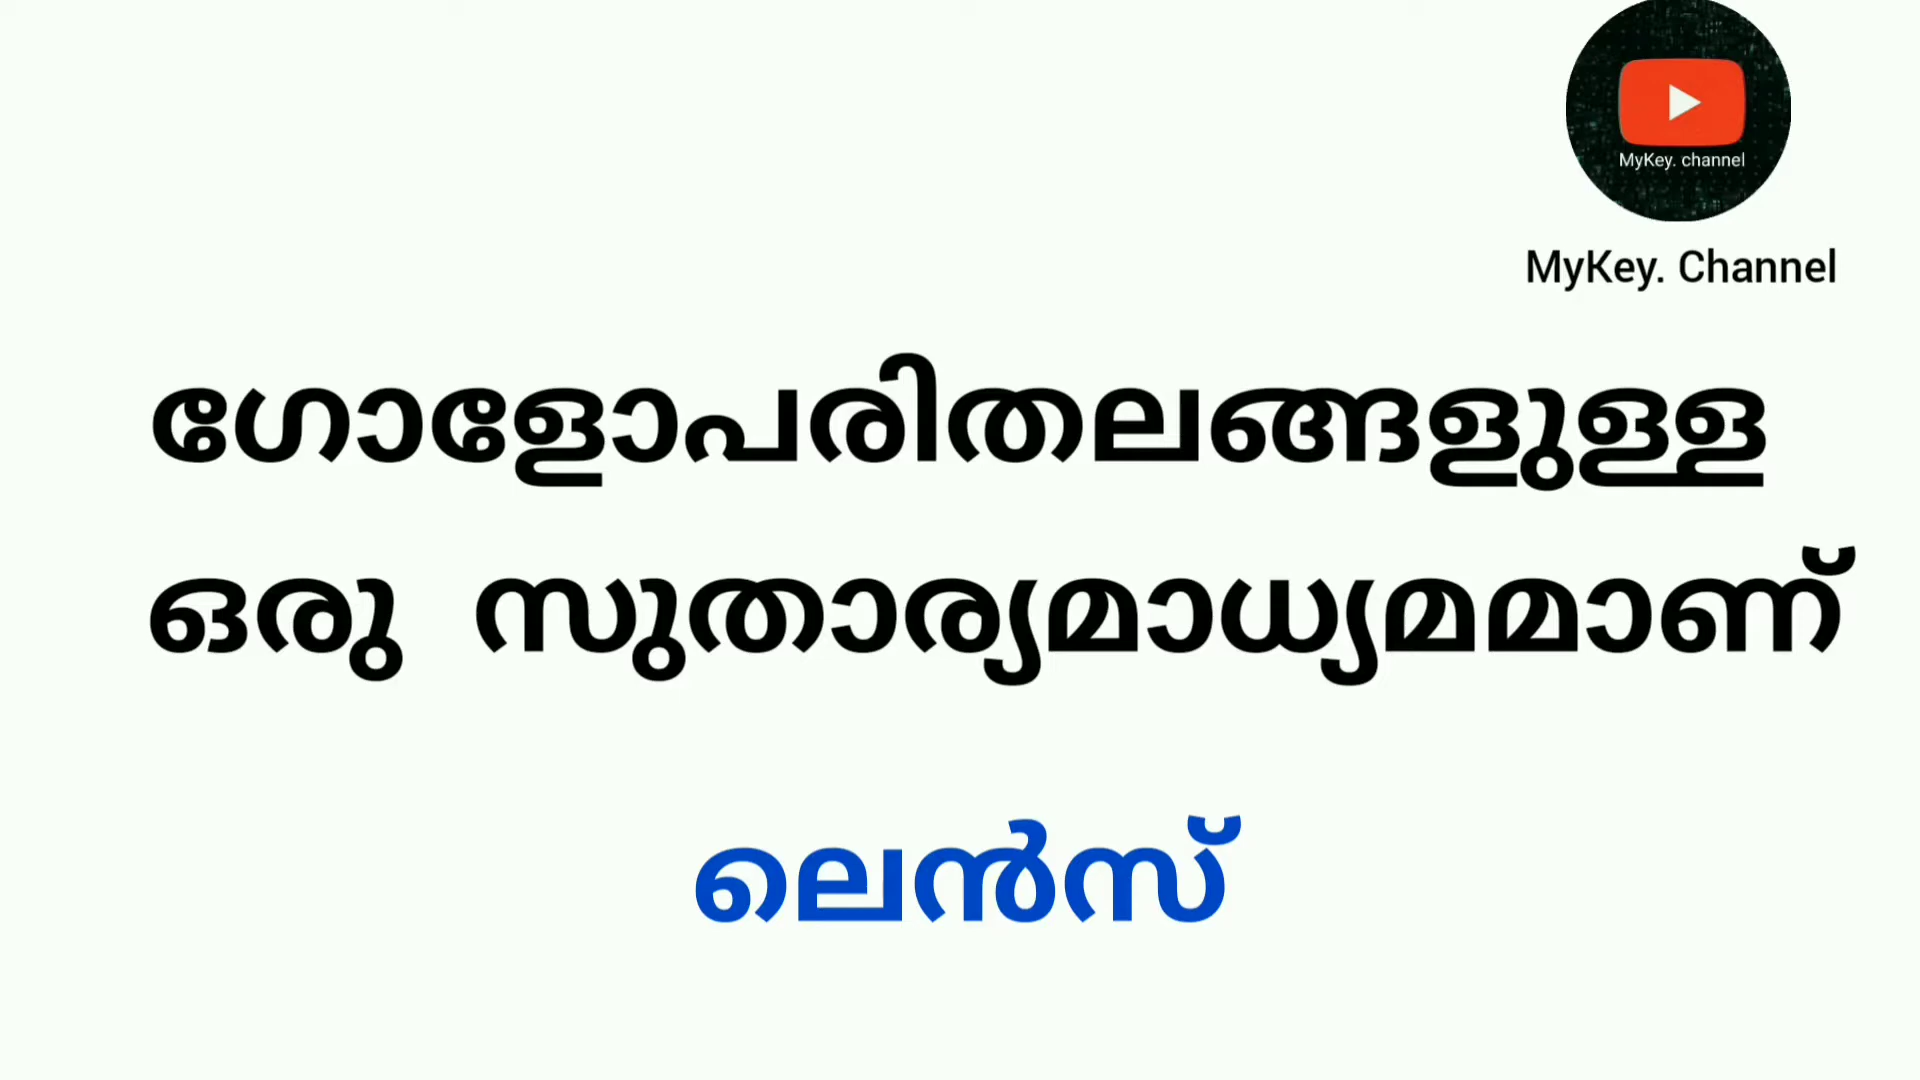 MyKey. channel
MyKey. Channel
ഗോളോപരിതലങ്ങളുള്ള
ഒരു സുതാര്യമാധ്യമമാണ്
ലെൻസ്